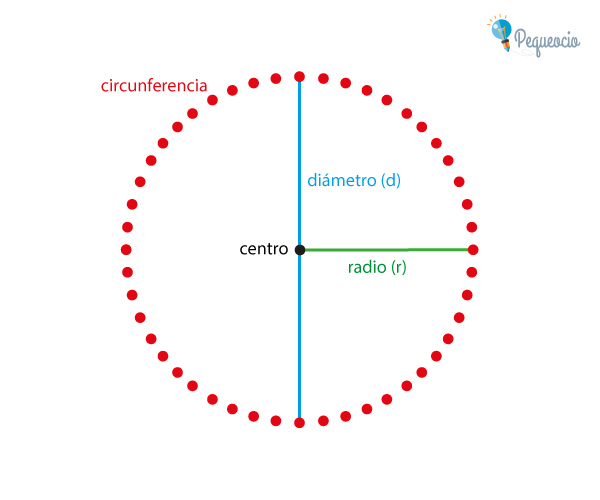 Pequeocio
circunferencia
diámetro (d)
centro
radio (r)